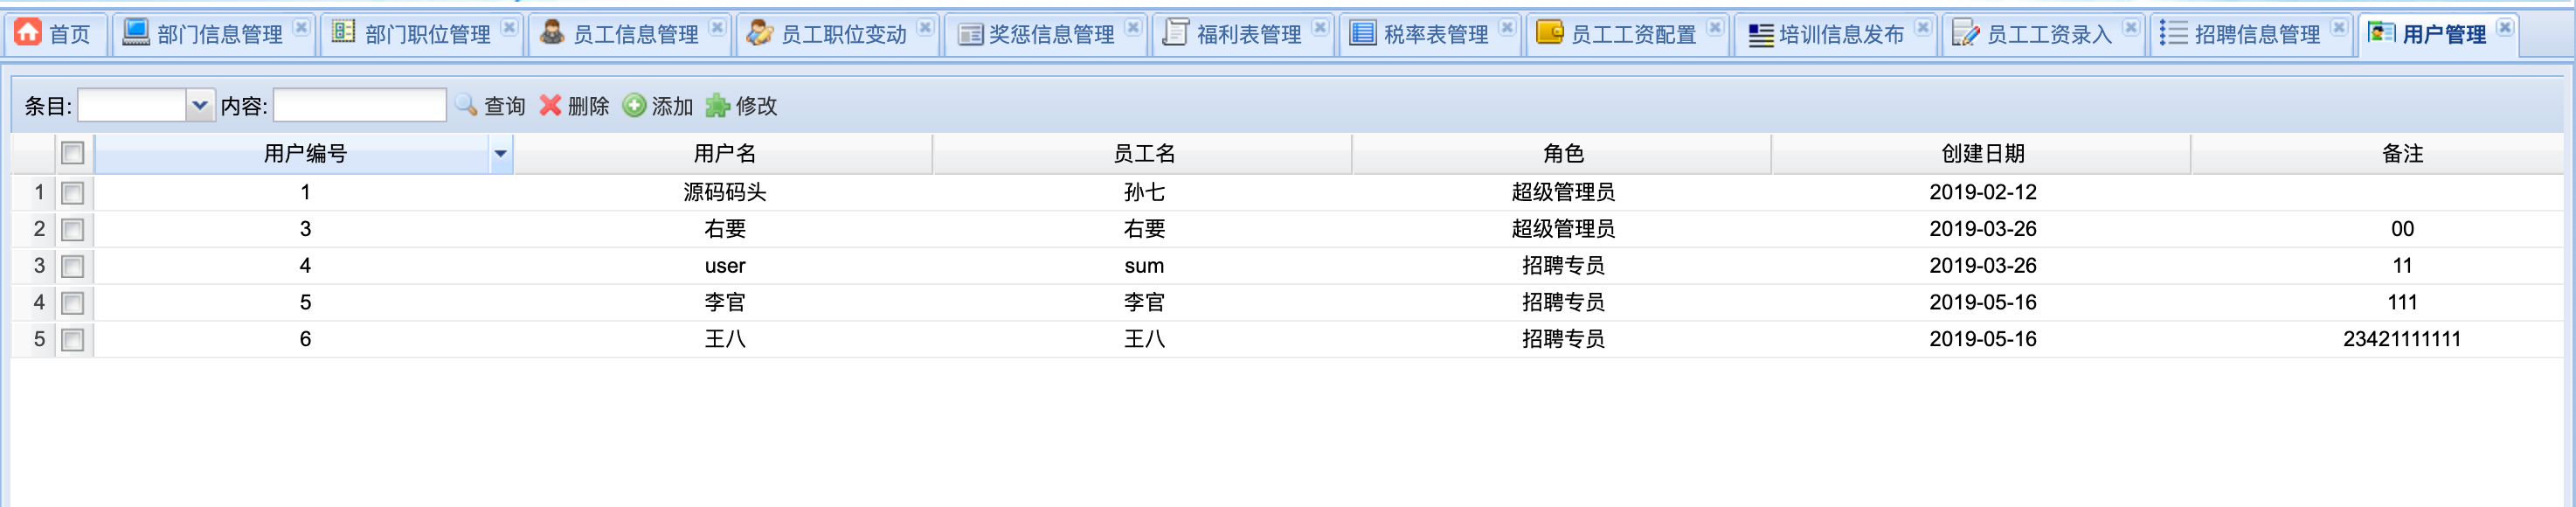 首页 部门信息管理 部门职位管理 员工信息管理 员工职位变动 奖惩信息管理 福利表管理 税率表管理 员工工资配置 培训信息发布 员工工资录入 招聘信息管理 用户管理
条目: 内容: 查询 删除 添加 修改
用户编号 用户名 员工名 角色 创建日期 备注
1 1 源码码头 孙七 超级管理员 2019-02-12
2 3 右要 右要 超级管理员 2019-03-26 00
3 4 user sum 招聘专员 2019-03-26 11
4 5 李官 李官 招聘专员 2019-05-16 111
5 6 王八 王八 招聘专员 2019-05-16 23421111111